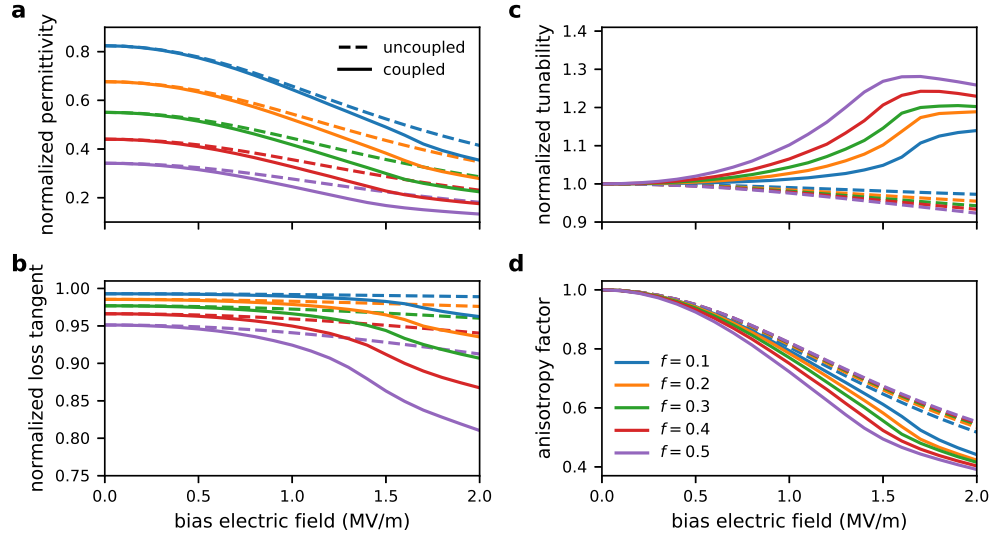 a
normalized permittivity
0.8
0.6
0.4
0.2
uncoupled
coupled
c
normalized tunability
1.4
1.3
1.2
1.1
1.0
0.9
b
normalized loss tangent
1.00
0.95
0.90
0.85
0.80
0.75
0.0 0.5 1.0 1.5 2.0
bias electric field (MV/m)
d
anisotropy factor
1.0
0.8
0.6
0.4
f = 0.1
f = 0.2
f = 0.3
f = 0.4
f = 0.5
0.0 0.5 1.0 1.5 2.0
bias electric field (MV/m)